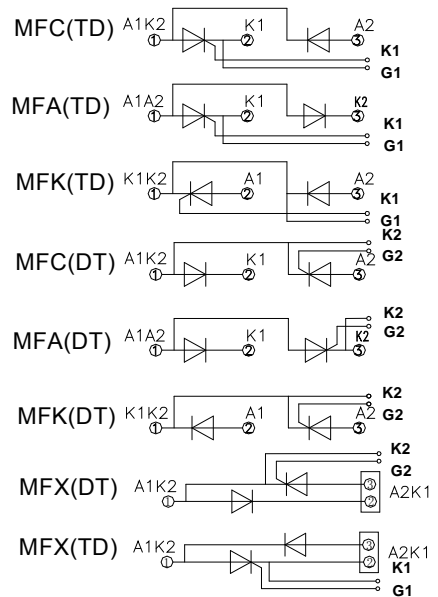 MFC(TD) A1K2 K1 A2
1 2 3
K1
G1
MFA(TD) A1A2 K1 K2
1 2 3
K1
G1
MFK(TD) K1K2 A1 A2
1 2 3
K1
G1
MFC(DT) A1K2 K1 A2
1 2 3
K2
G2
MFA(DT) A1A2 K1 K2
1 2 3
K2
G2
MFK(DT) K1K2 A1 A2
1 2 3
K2
G2
MFX(DT) A1K2 A2K1
1 3 2
K2
G2
MFX(TD) A1K2 A2K1
1 3 2
K1
G1